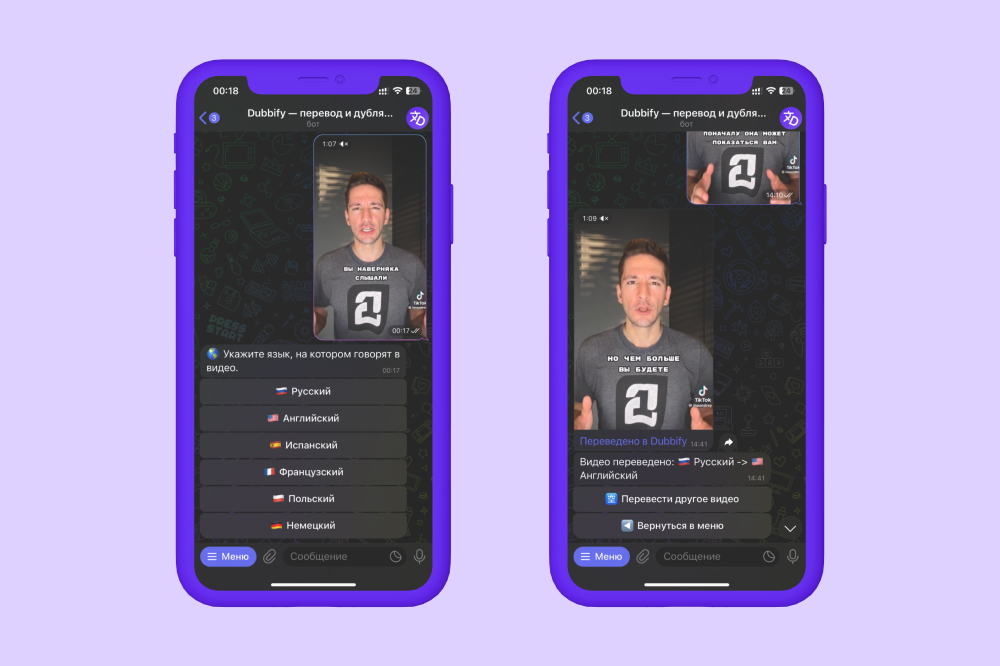 00:18
24
3
Dubbify — перевод и дубля...
бот
1:07
ВЫ НАВЕРНЯКА
СЛЫШАЛИ
TikTok
00:17
PRESS
START
🌎 Укажите язык, на котором говорят в
видео.
00:17
🇷🇺 Русский
🇺🇸 Английский
🇪🇸 Испанский
🇫🇷 Французский
🇵🇱 Польский
🇩🇪 Немецкий
Меню
Сообщение
00:18
24
3
Dubbify — перевод и дубля...
бот
ПОНАЧАЛУ ОНА МОЖЕТ
ПОКАЗАТЬСЯ ВАМ
14:10
1:09
НО ЧЕМ БОЛЬШЕ
ВЫ БУДЕТЕ
TikTok
Переведено в Dubbify 14:41
Видео переведено: 🇷🇺 Русский -> 🇺🇸
Английский
14:41
🈳 Перевести другое видео
◀️ Вернуться в меню
Меню
Сообщение